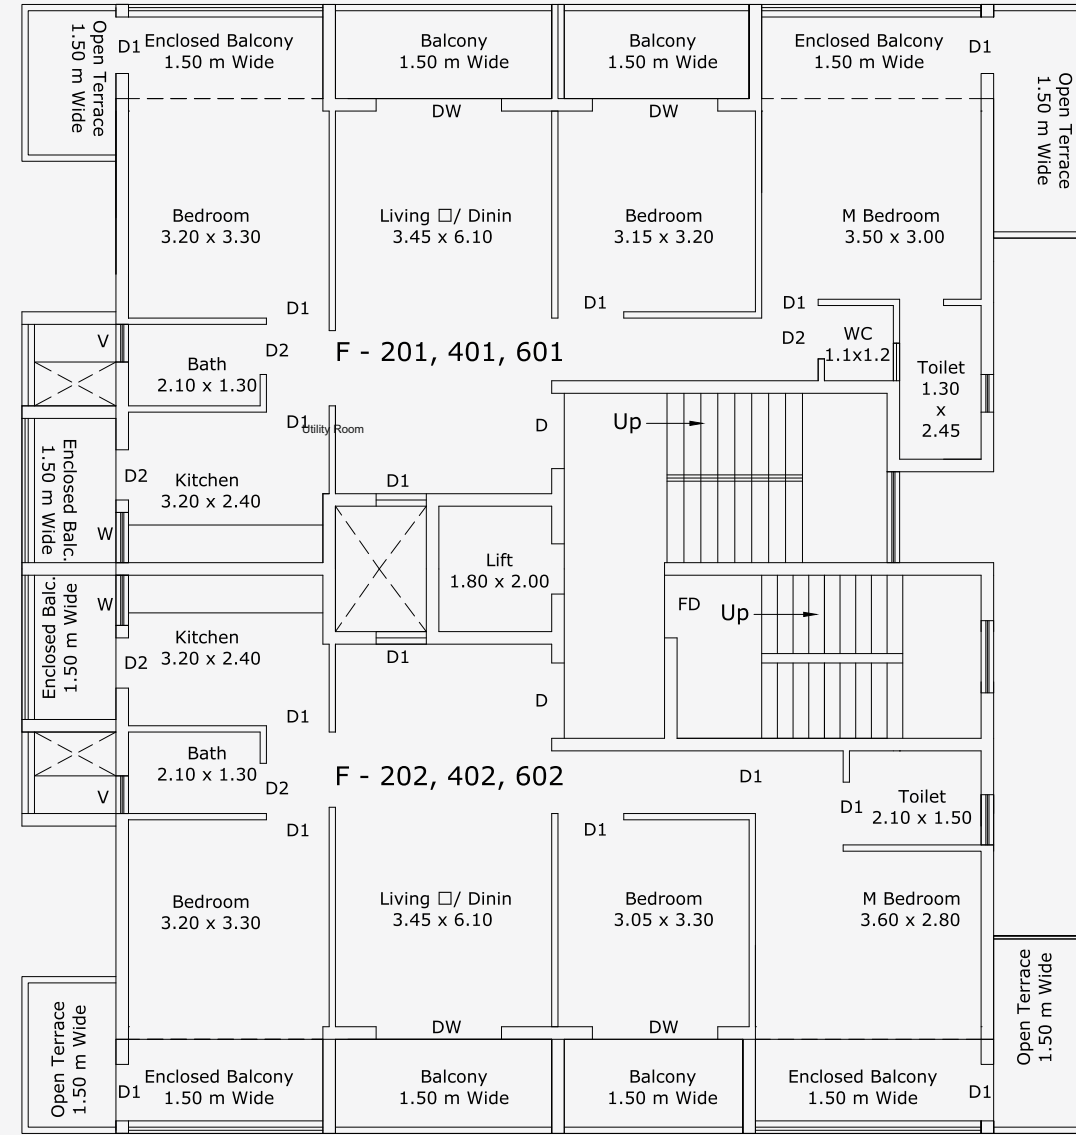 Open Terrace
1.50 m Wide
D1
Enclosed Balcony
1.50 m Wide
Balcony
1.50 m Wide
Balcony
1.50 m Wide
Enclosed Balcony
1.50 m Wide
D1
Open Terrace
1.50 m Wide
DW
DW
Bedroom
3.20 x 3.30
Living □/ Dinin
3.45 x 6.10
Bedroom
3.15 x 3.20
M Bedroom
3.50 x 3.00
D1
D1
D1
V
Bath
2.10 x 1.30
D2
F - 201, 401, 601
D2
WC
1.1x1.2
Toilet
1.30
x
2.45
D1
Utility Room
D
Up
Enclosed Balc.
1.50 m Wide
D2
Kitchen
3.20 x 2.40
D1
W
Lift
1.80 x 2.00
Enclosed Balc.
1.50 m Wide
W
FD
Up
D2
Kitchen
3.20 x 2.40
D1
D1
D
Bath
2.10 x 1.30
V
D2
F - 202, 402, 602
D1
D1
Toilet
2.10 x 1.50
D1
D1
Bedroom
3.20 x 3.30
Living □/ Dinin
3.45 x 6.10
Bedroom
3.05 x 3.30
M Bedroom
3.60 x 2.80
DW
DW
Open Terrace
1.50 m Wide
D1
Enclosed Balcony
1.50 m Wide
Balcony
1.50 m Wide
Balcony
1.50 m Wide
Enclosed Balcony
1.50 m Wide
D1
Open Terrace
1.50 m Wide